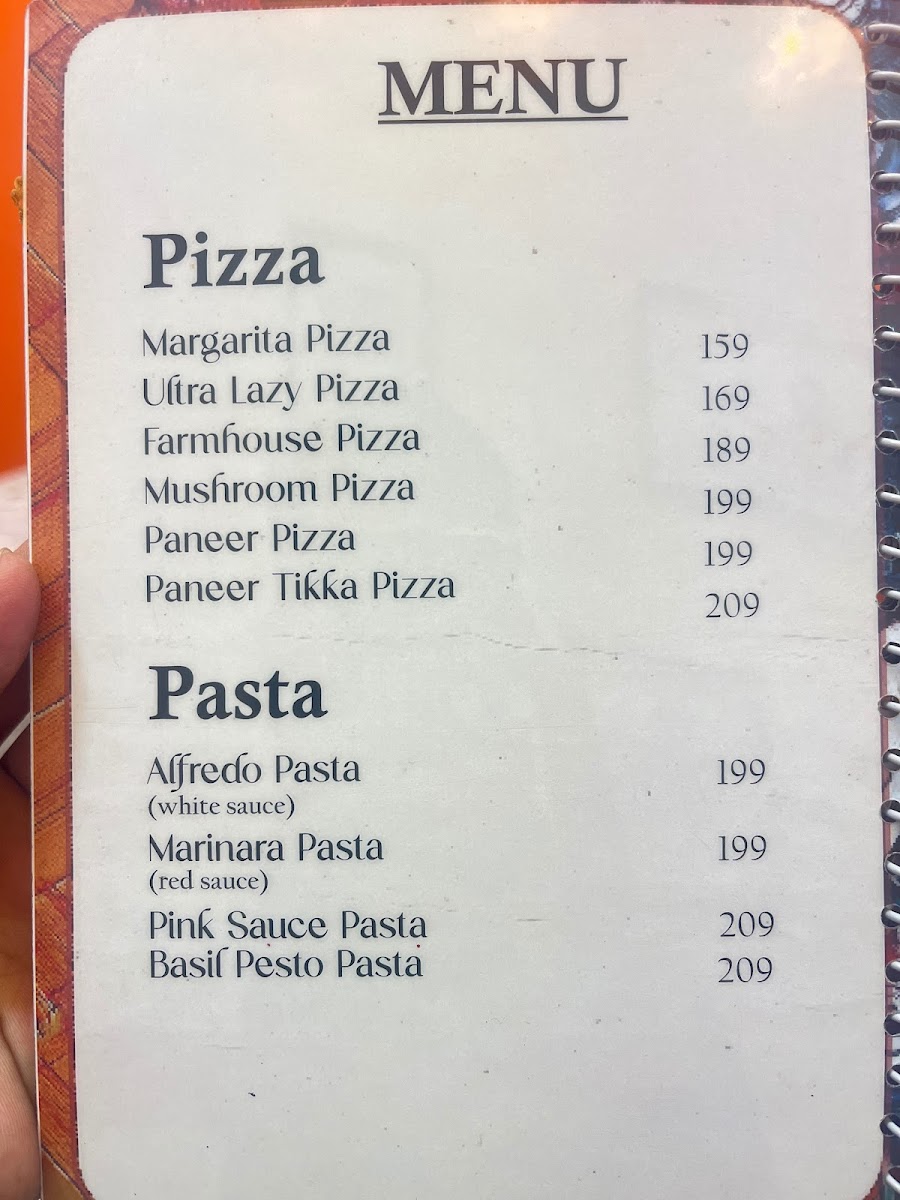 MENU
Pizza
Margarita Pizza 159
Ultra Lazy Pizza 169
Farmhouse Pizza 189
Mushroom Pizza 199
Paneer Pizza 199
Paneer Tikka Pizza 209
Pasta
Alfredo Pasta 199
(white sauce)
Marinara Pasta 199
(red sauce)
Pink Sauce Pasta 209
Basil Pesto Pasta 209